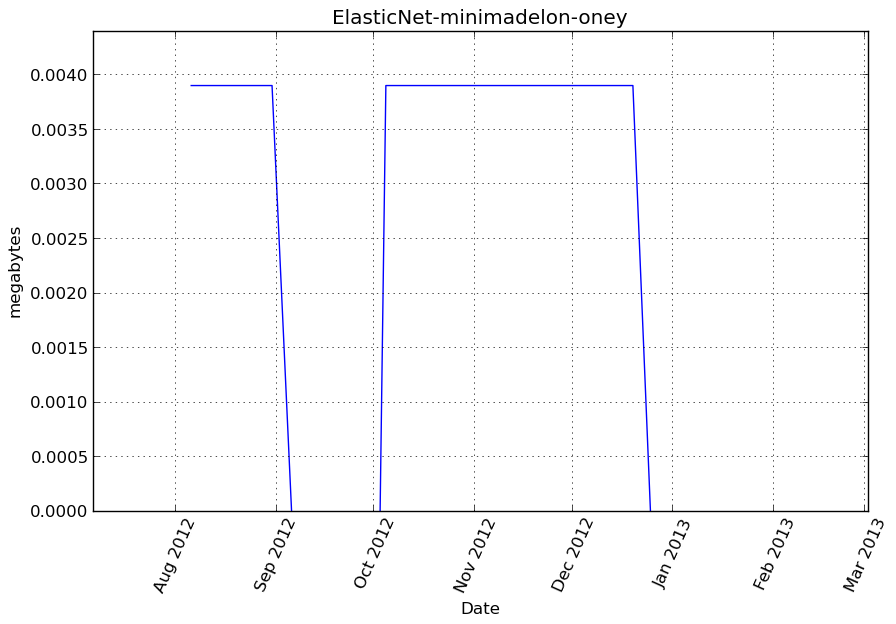 ElasticNet-minimadelon-oney
0.0040
0.0035
0.0030
0.0025
0.0020
0.0015
0.0010
0.0005
0.0000
megabytes
Aug 2012
Sep 2012
Oct 2012
Nov 2012
Dec 2012
Jan 2013
Feb 2013
Mar 2013
Date